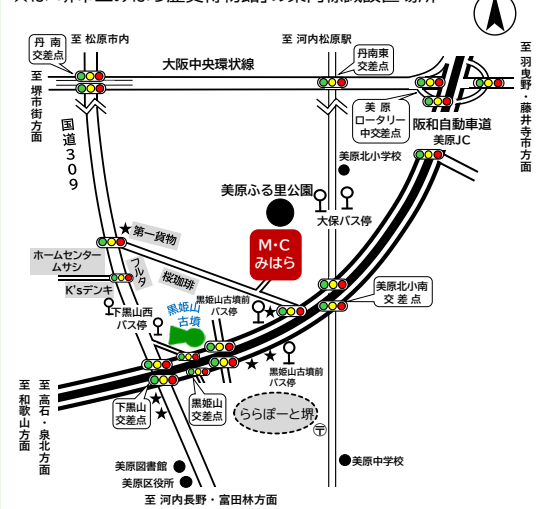 至 松原市内
至 河内松原駅
丹 南
交差点
大阪中央環状線
丹南東
交差点
至 堺市街方面
至 羽曳野・藤井寺市方面
美 原
ロータリー
中交差点
阪和自動車道
美原JC
国道309
美原北小学校
美原ふる里公園
大保バス停
第一貨物
M・C
みはら
ホームセンター
ムサシ
フルタ
桜珈琲
K'sデンキ
美原北小南
交 差 点
下黒山西
バス停
黒姫山
古墳
黒姫山古墳前
バス停
黒姫山古墳前
バス停
至 和歌山方面
至 高石・泉北方面
下黒山
交差点
黒姫山
交差点
ららぽーと堺
〒
美原図書館
美原区役所
美原中学校
至 河内長野・富田林方面